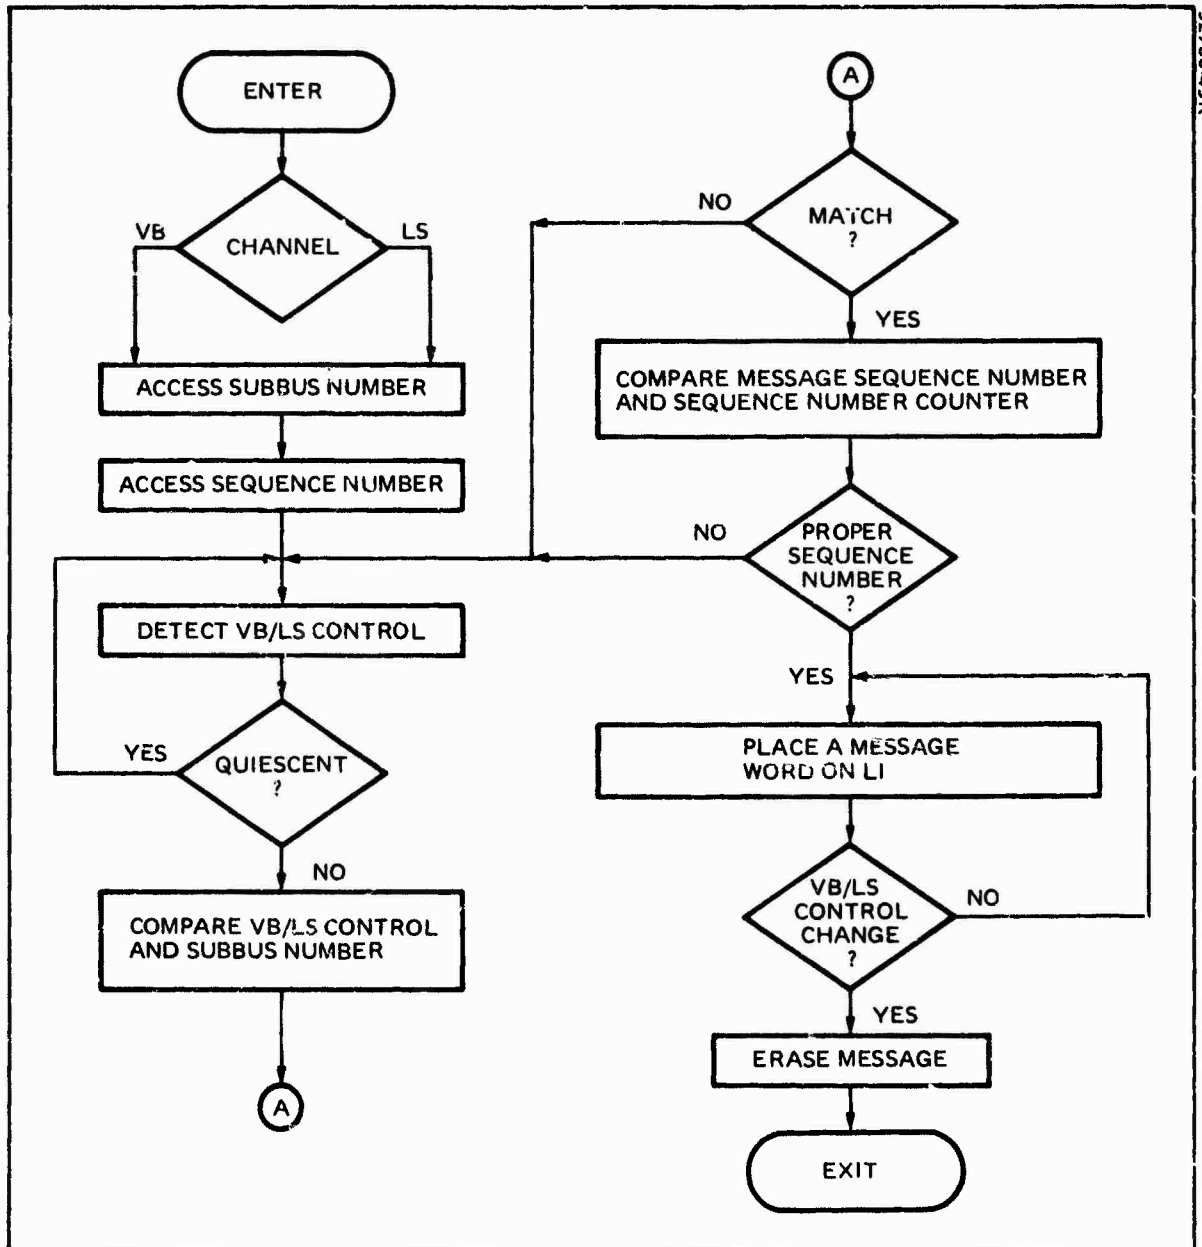 ENTER
VB
CHANNEL
LS
ACCESS SUBBUS NUMBER
ACCESS SEQUENCE NUMBER
DETECT VB/LS CONTROL
YES
QUIESCENT
?
NO
COMPARE VB/LS CONTROL
AND SUBBUS NUMBER
A
A
NO
MATCH
?
YES
COMPARE MESSAGE SEQUENCE NUMBER
AND SEQUENCE NUMBER COUNTER
NO
PROPER
SEQUENCE
NUMBER
?
YES
PLACE A MESSAGE
WORD ON LI
VB/LS
CONTROL
CHANGE
?
NO
YES
ERASE MESSAGE
EXIT